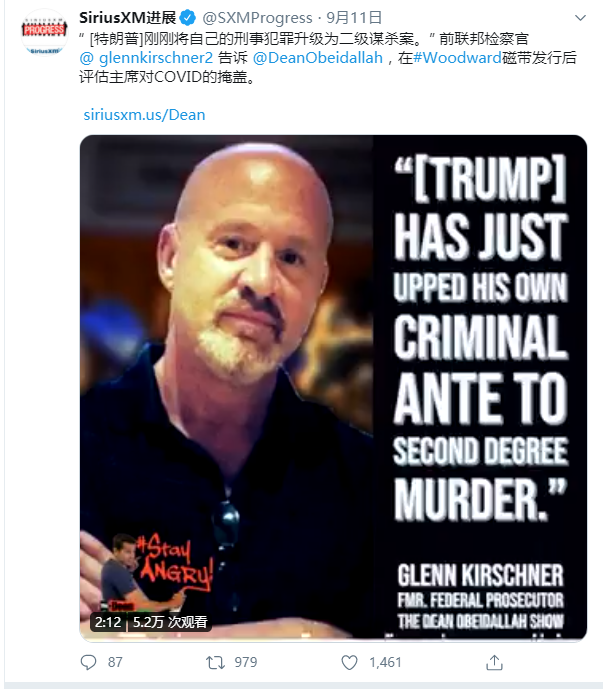 SiriusXM进展 @SXMProgress · 9月11日
PROGRESS
SiriusXM
“ [特朗普]刚刚将自己的刑事犯罪升级为二级谋杀案。” 前联邦检察官
@ glennkirschner2 告诉 @DeanObeidallah，在#Woodward磁带发行后
评估主席对COVID的掩盖。
siriusxm.us/Dean
“[TRUMP]
HAS JUST
UPPED HIS OWN
CRIMINAL
ANTE TO
SECOND DEGREE
MURDER.”
GLENN KIRSCHNER
FMR. FEDERAL PROSECUTOR
THE DEAN OBEIDALLAH SHOW
#Stay
ANGRY!
2:12 | 5.2万 次观看
87
979
1,461